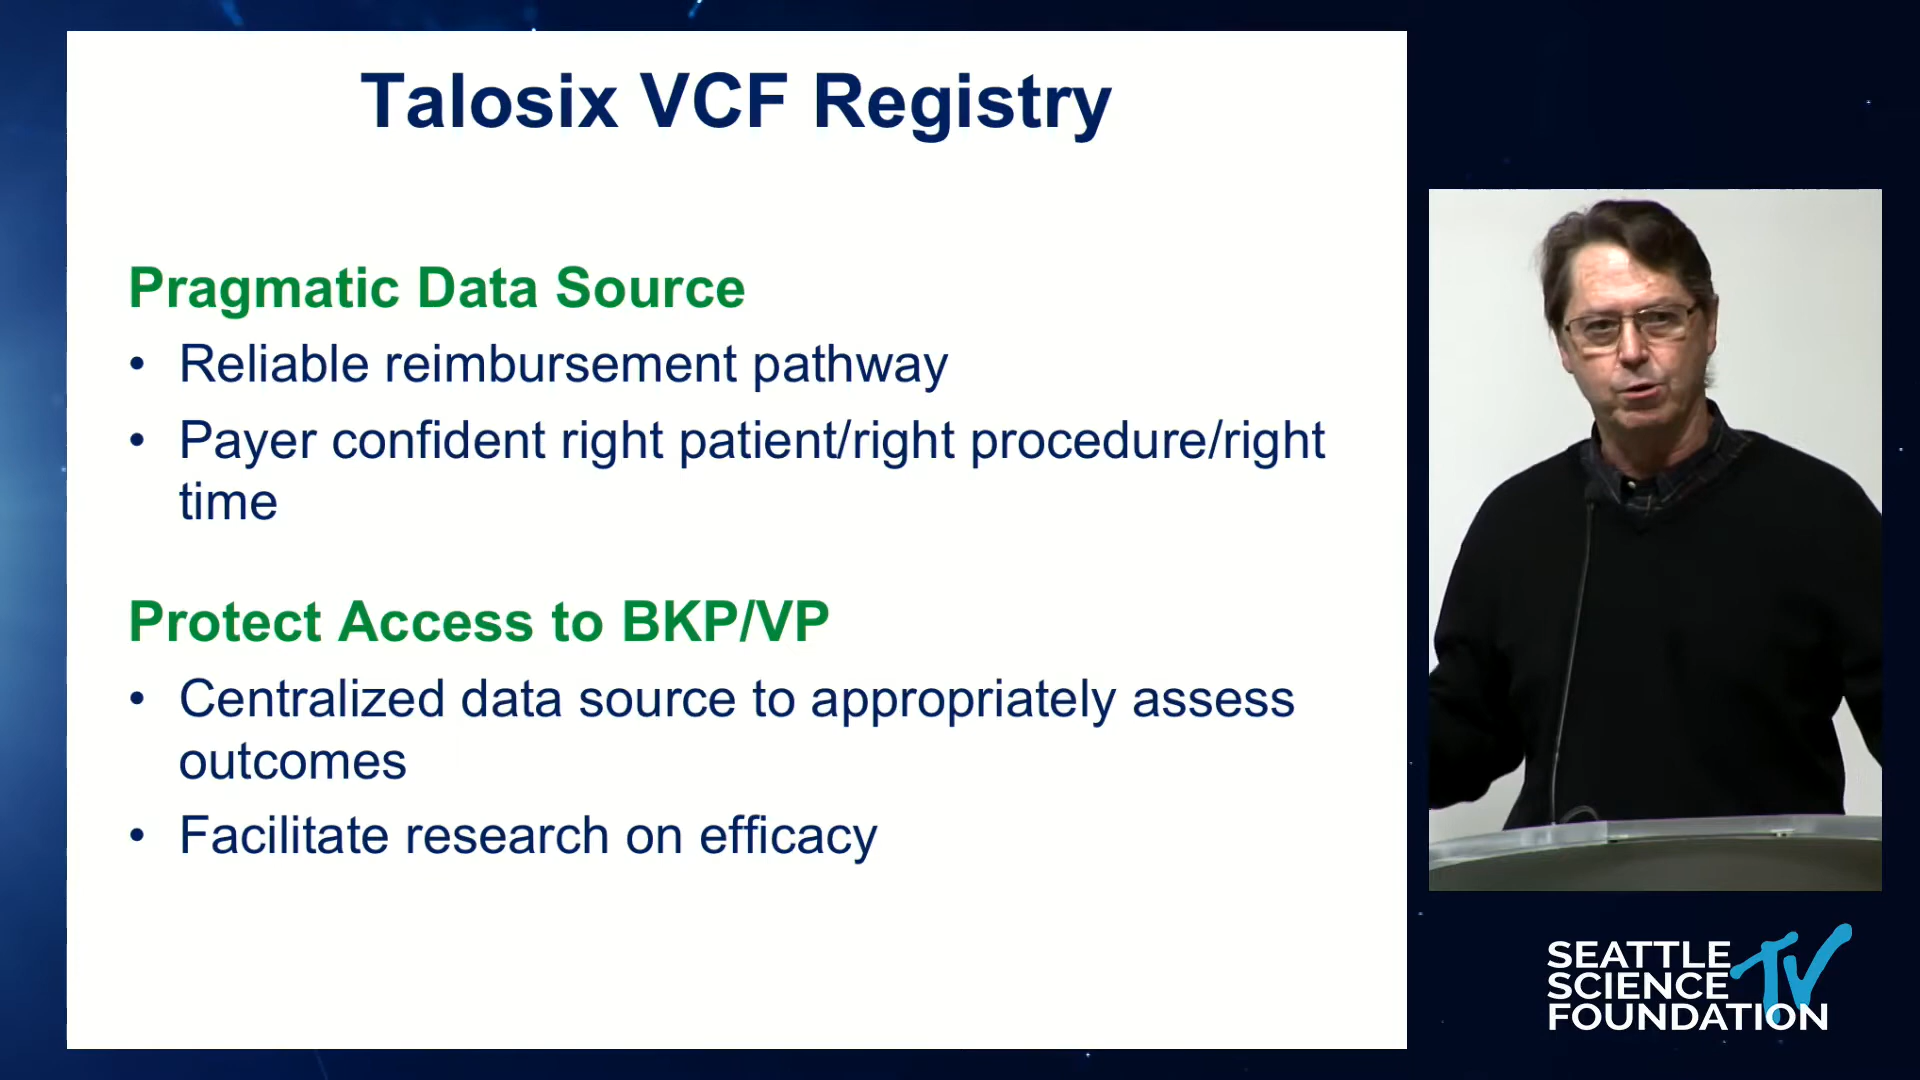 Talosix VCF Registry
Pragmatic Data Source
• Reliable reimbursement pathway
• Payer confident right patient/right procedure/right
time
Protect Access to BKP/VP
• Centralized data source to appropriately assess
outcomes
• Facilitate research on efficacy
SEATTLE
SCIENCE
FOUNDATION
TV